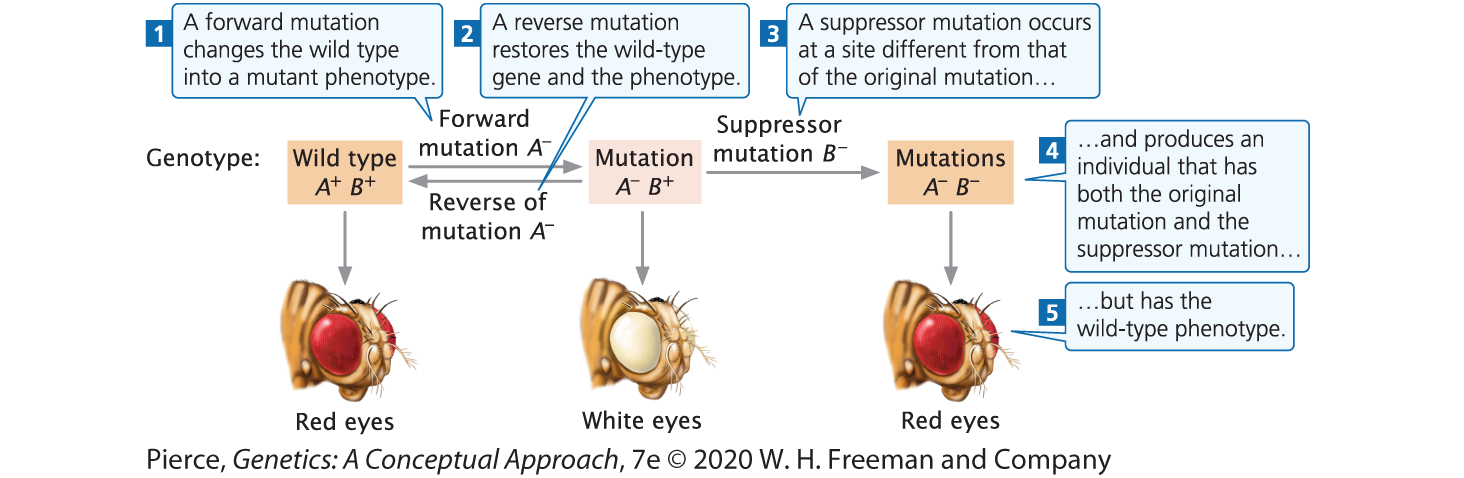 1 A forward mutation
changes the wild type
into a mutant phenotype.
2 A reverse mutation
restores the wild-type
gene and the phenotype.
3 A suppressor mutation occurs
at a site different from that
of the original mutation…
Forward
mutation A⁻
Suppressor
mutation B⁻
Genotype:
Wild type
A⁺ B⁺
Mutation
A⁻ B⁺
Mutations
A⁻ B⁻
Reverse of
mutation A⁻
4 …and produces an
individual that has
both the original
mutation and the
suppressor mutation…
5 …but has the
wild-type phenotype.
Red eyes
White eyes
Red eyes
Pierce, Genetics: A Conceptual Approach, 7e © 2020 W. H. Freeman and Company